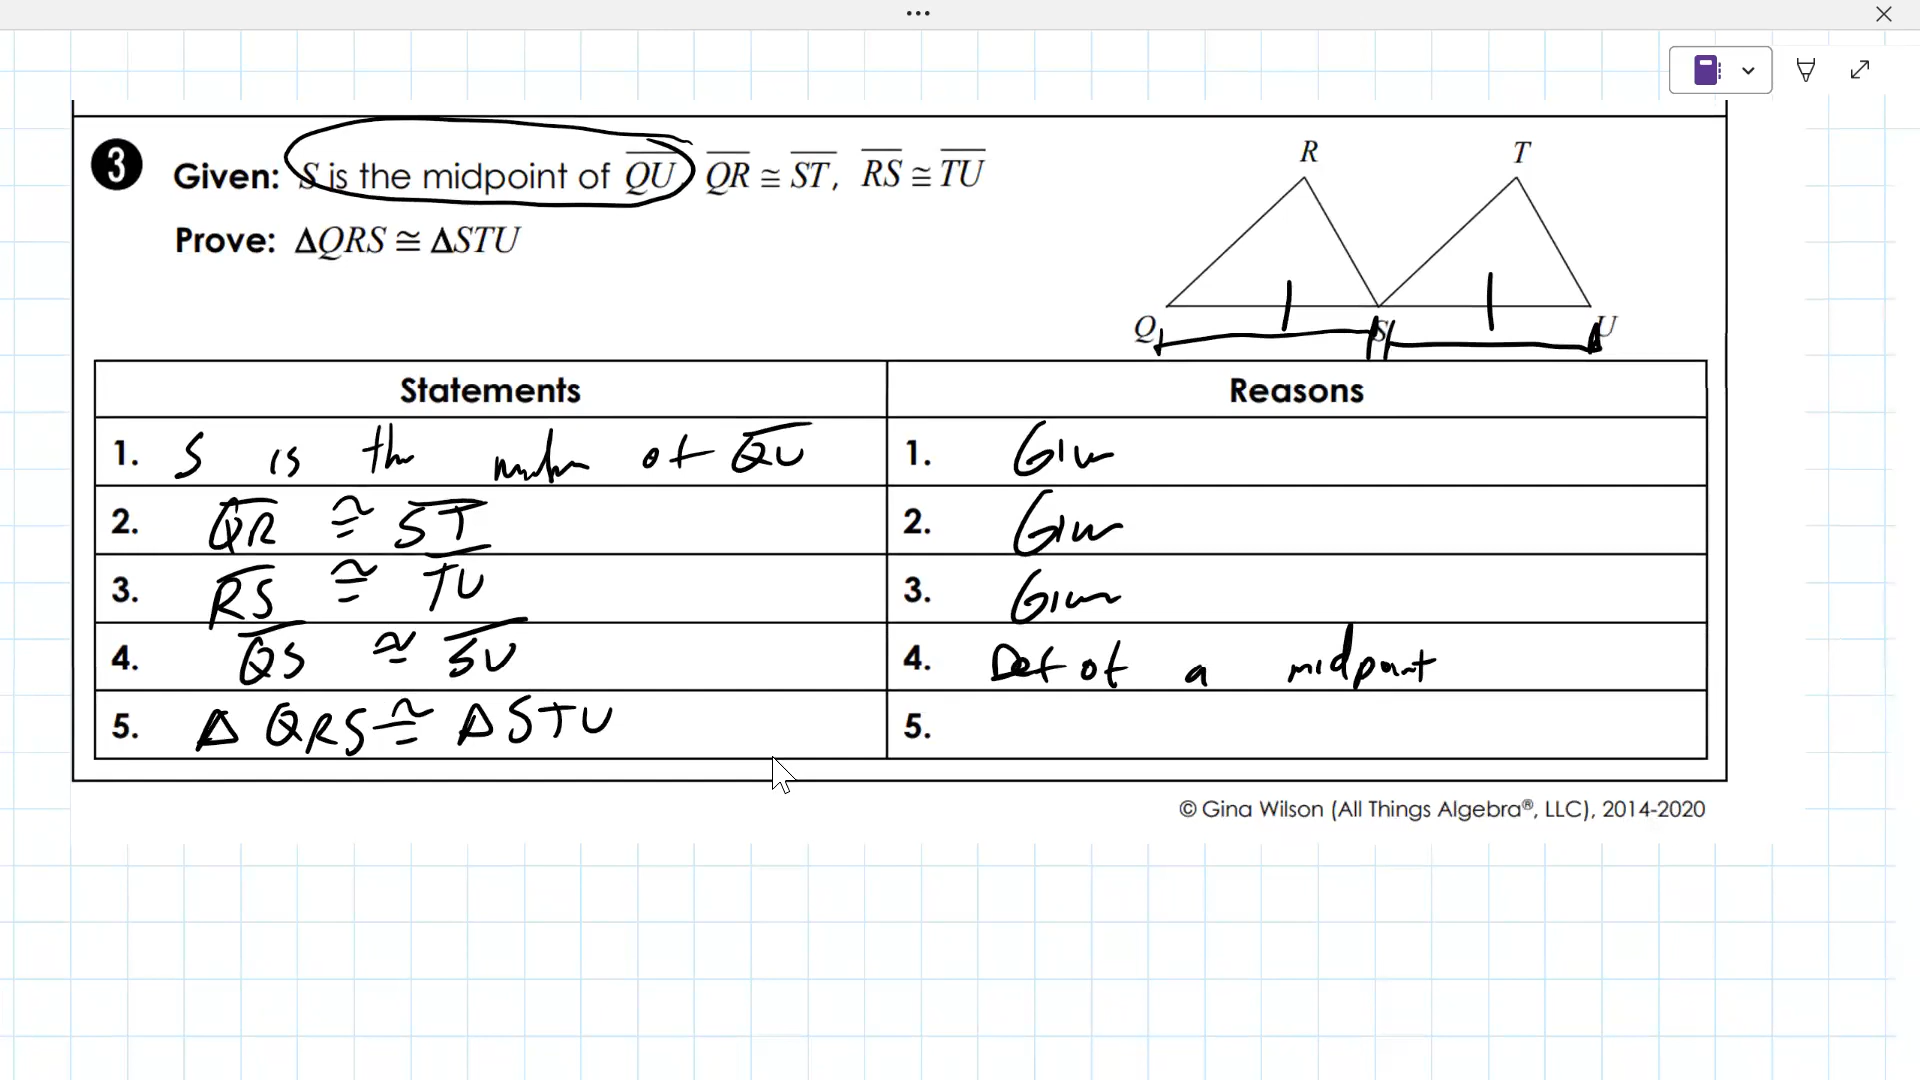 3 Given: S is the midpoint of QU, QR ≅ ST, RS ≅ TU
Prove: ΔQRS ≅ ΔSTU
R T
Q S U
Statements Reasons
1. S is the of QU 1.
2. QR ≅ ST 2.
3. RS ≅ TU 3.
4. QS ≅ SU 4. Def of a midpoint
5. Δ QRS ≅ Δ STU 5.
© Gina Wilson (All Things Algebra®, LLC), 2014-2020